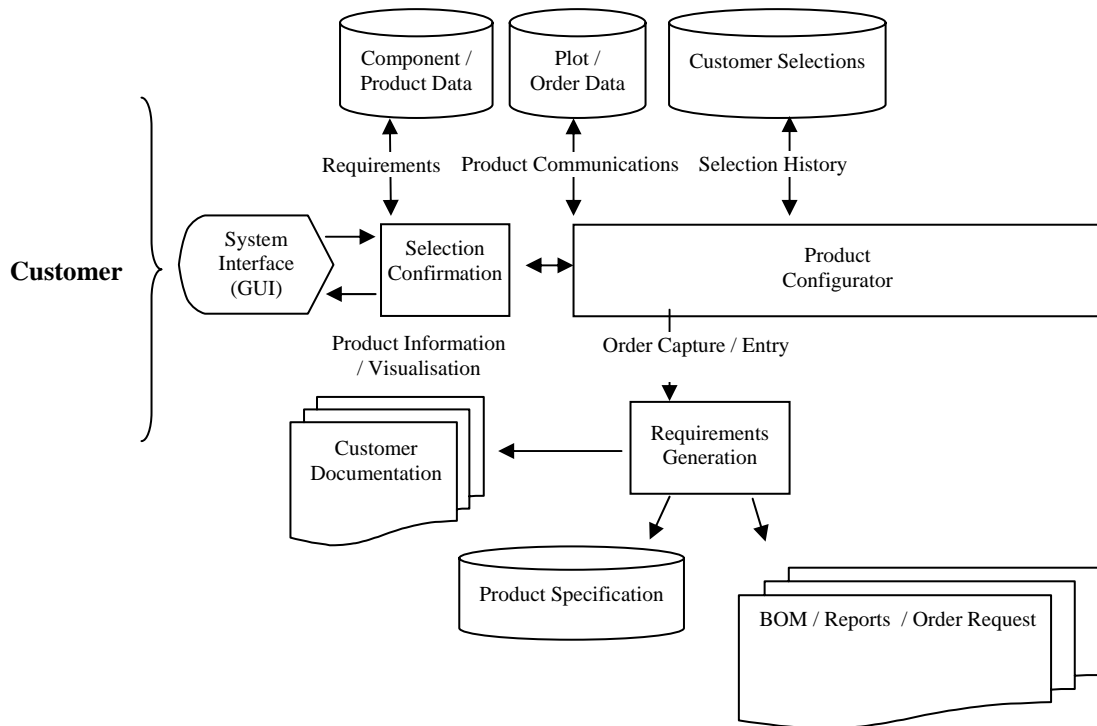 Component /
Product Data
Plot /
Order Data
Customer Selections
Requirements
Product Communications
Selection History
Customer
System
Interface
(GUI)
Selection
Confirmation
Product
Configurator
Product Information
/ Visualisation
Order Capture / Entry
Customer
Documentation
Requirements
Generation
Product Specification
BOM / Reports  / Order Request